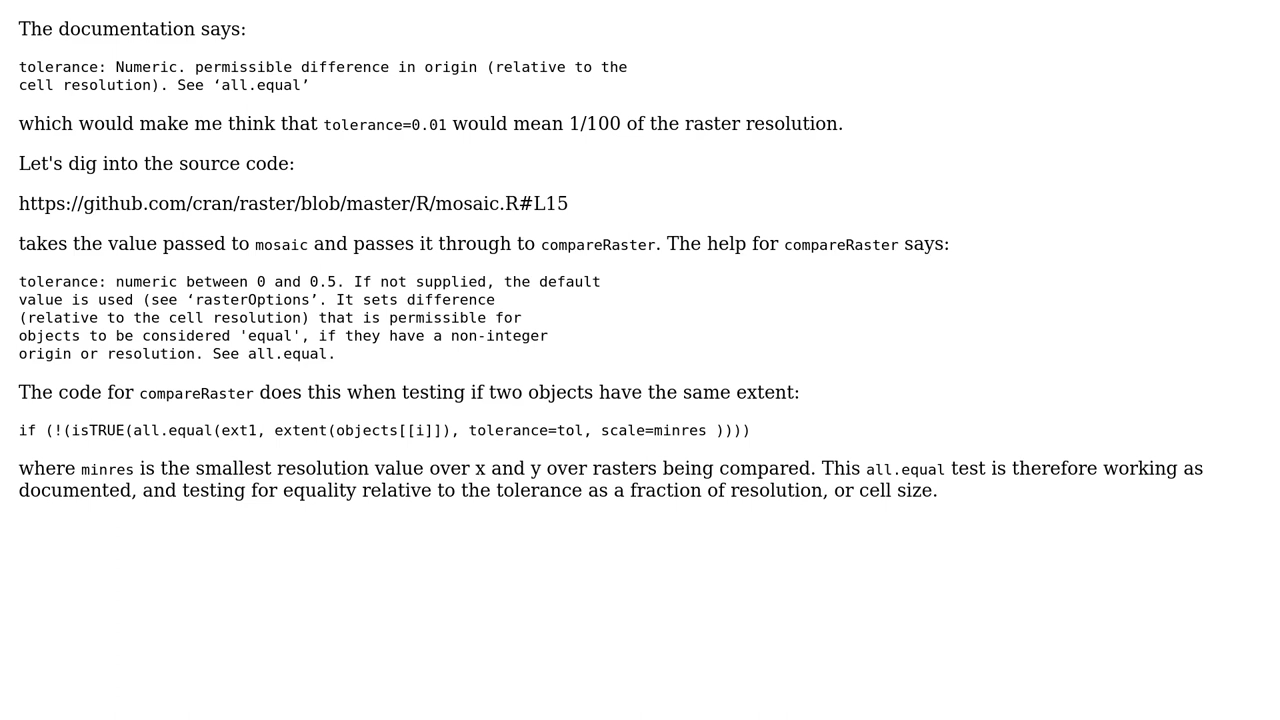 The documentation says:
tolerance: Numeric. permissible difference in origin (relative to the
cell resolution). See ‘all.equal’
which would make me think that tolerance=0.01 would mean 1/100 of the raster resolution.
Let's dig into the source code:
https://github.com/cran/raster/blob/master/R/mosaic.R#L15
takes the value passed to mosaic and passes it through to compareRaster. The help for compareRaster says:
tolerance: numeric between 0 and 0.5. If not supplied, the default
value is used (see ‘rasterOptions’. It sets difference
(relative to the cell resolution) that is permissible for
objects to be considered 'equal', if they have a non-integer
origin or resolution. See all.equal.
The code for compareRaster does this when testing if two objects have the same extent:
if (!(isTRUE(all.equal(ext1, extent(objects[[i]]), tolerance=tol, scale=minres ))))
where minres is the smallest resolution value over x and y over rasters being compared. This all.equal test is therefore working as
documented, and testing for equality relative to the tolerance as a fraction of resolution, or cell size.